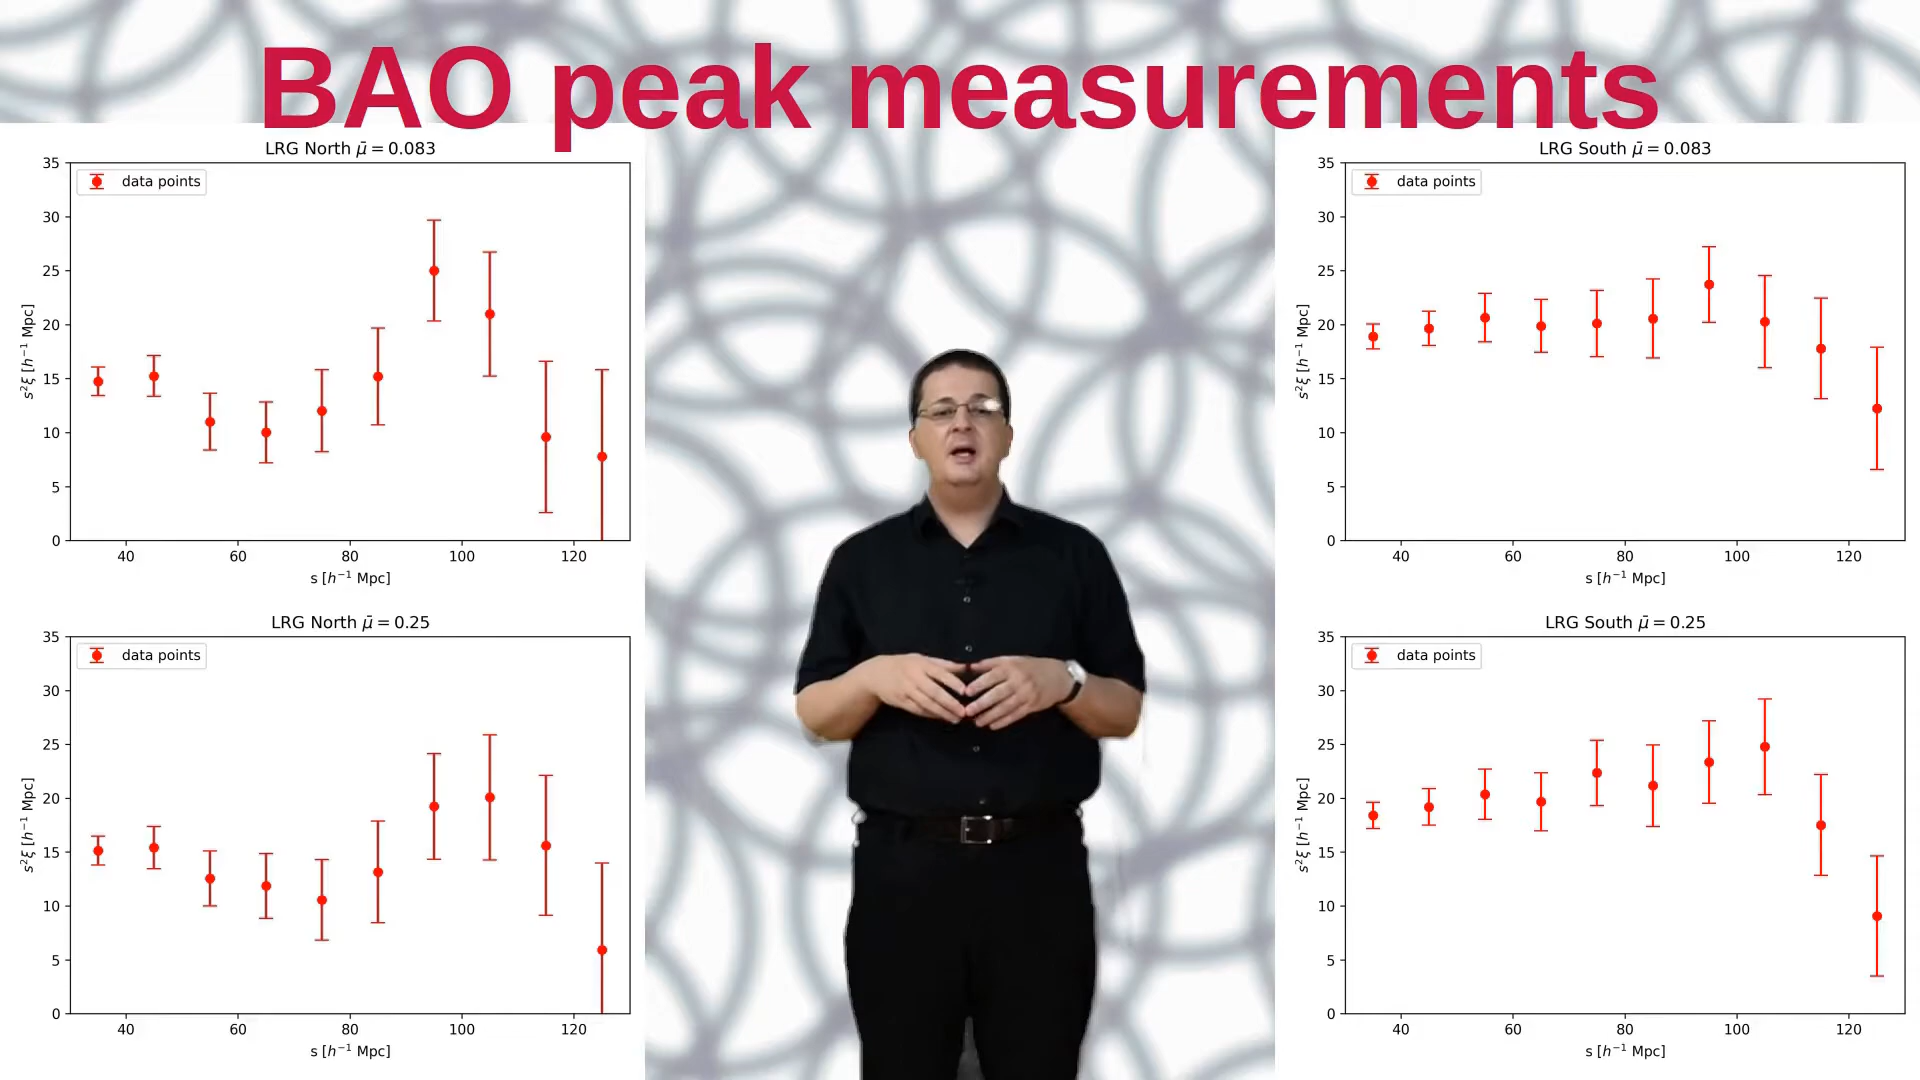 BAO peak measurements
LRG North μ̄ = 0.083
35
30
25
20
15
10
5
0
data points
s²ξ [h⁻¹ Mpc]
40 60 80 100 120
s [h⁻¹ Mpc]
LRG South μ̄ = 0.083
35
30
25
20
15
10
5
0
data points
s²ξ [h⁻¹ Mpc]
40 60 80 100 120
s [h⁻¹ Mpc]
LRG North μ̄ = 0.25
35
30
25
20
15
10
5
0
data points
s²ξ [h⁻¹ Mpc]
40 60 80 100 120
s [h⁻¹ Mpc]
LRG South μ̄ = 0.25
35
30
25
20
15
10
5
0
data points
s²ξ [h⁻¹ Mpc]
40 60 80 100 120
s [h⁻¹ Mpc]